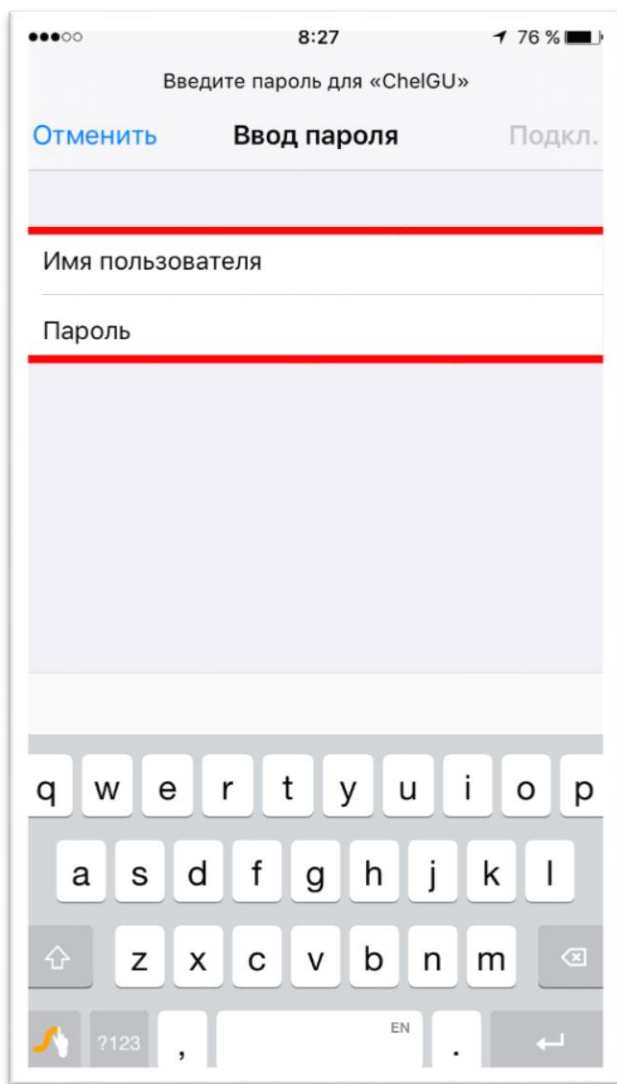 8:27
76 %
Введите пароль для «ChelGU»
Отменить Ввод пароля Подкл.
Имя пользователя
Пароль
q w e r t y u i o p
a s d f g h j k l
z x c v b n m
?123 , EN .